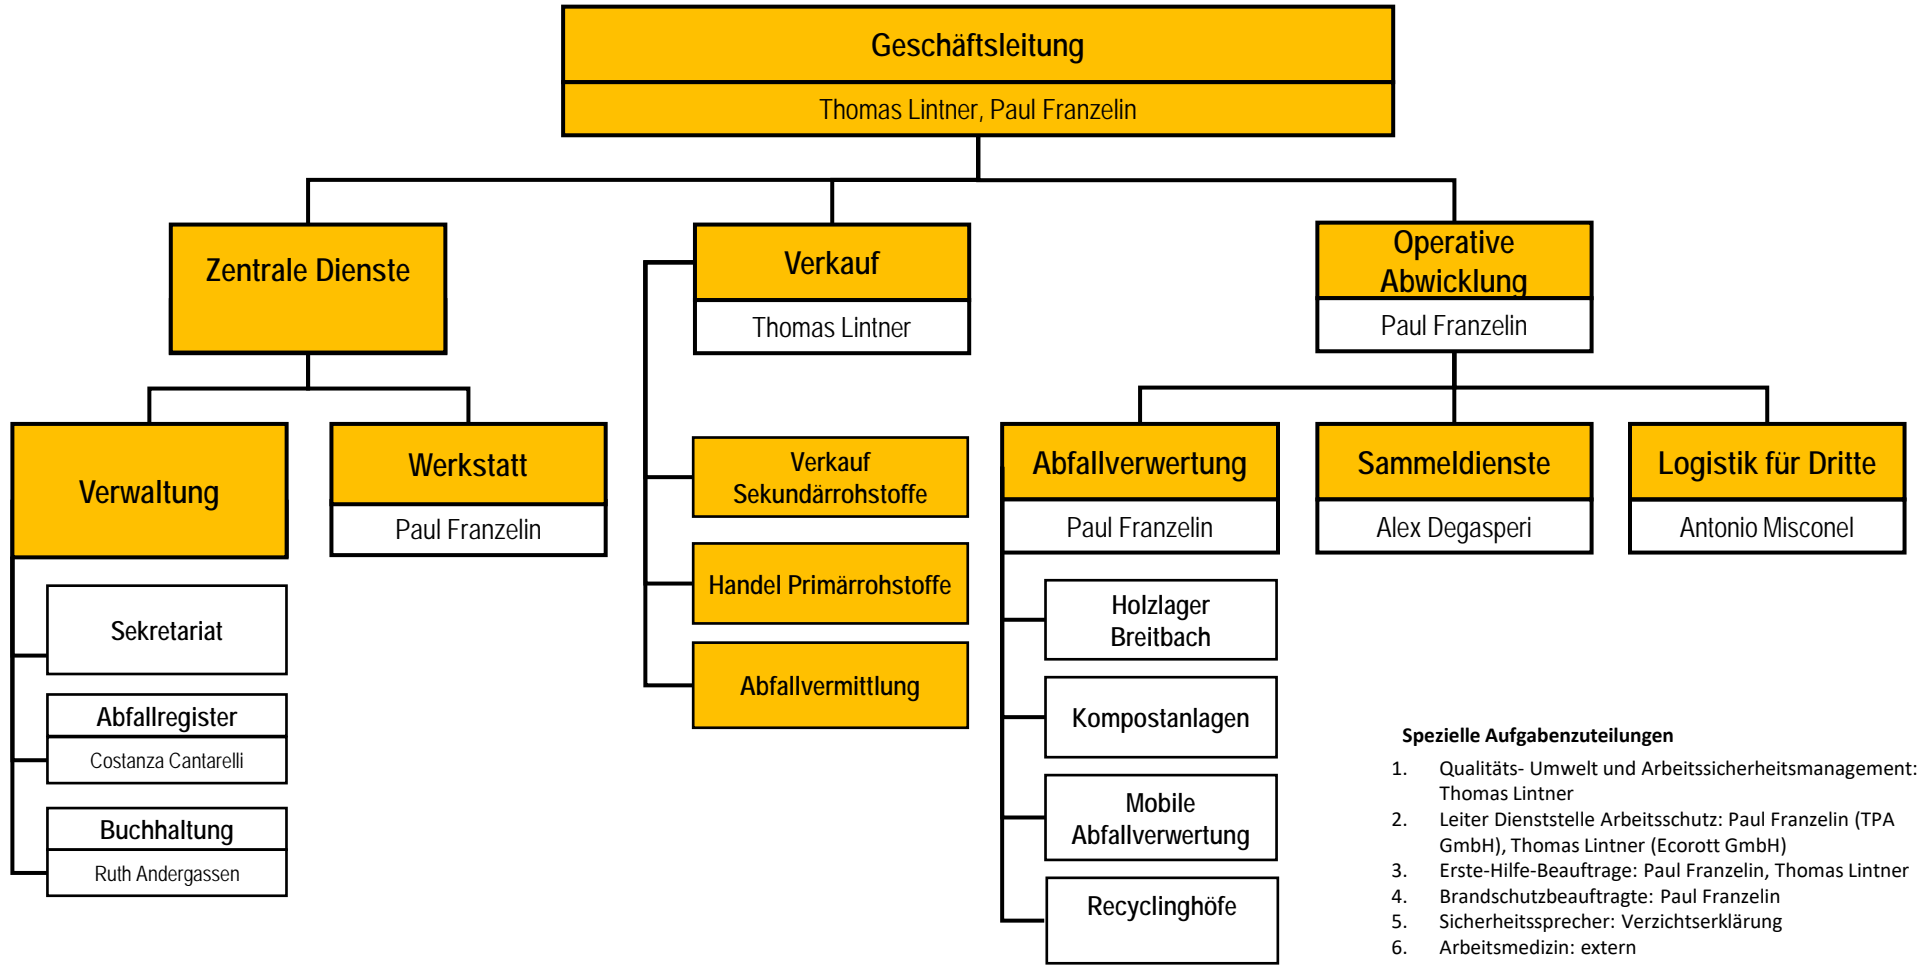 Geschäftsleitung
Thomas Lintner, Paul Franzelin
Zentrale Dienste
Verkauf
Thomas Lintner
Operative
Abwicklung
Paul Franzelin
Verwaltung
Werkstatt
Paul Franzelin
Sekretariat
Abfallregister
Costanza Cantarelli
Buchhaltung
Ruth Andergassen
Verkauf
Sekundärrohstoffe
Handel Primärrohstoffe
Abfallvermittlung
Abfallverwertung
Paul Franzelin
Sammeldienste
Alex Degasperi
Logistik für Dritte
Antonio Misconel
Holzlager
Breitbach
Kompostanlagen
Mobile
Abfallverwertung
Recyclinghöfe
Spezielle Aufgabenzuteilungen
1. Qualitäts- Umwelt und Arbeitssicherheitsmanagement:
Thomas Lintner
2. Leiter Dienststelle Arbeitsschutz: Paul Franzelin (TPA
GmbH), Thomas Lintner (Ecorott GmbH)
3. Erste-Hilfe-Beauftrage: Paul Franzelin, Thomas Lintner
4. Brandschutzbeauftragte: Paul Franzelin
5. Sicherheitssprecher: Verzichtserklärung
6. Arbeitsmedizin: extern